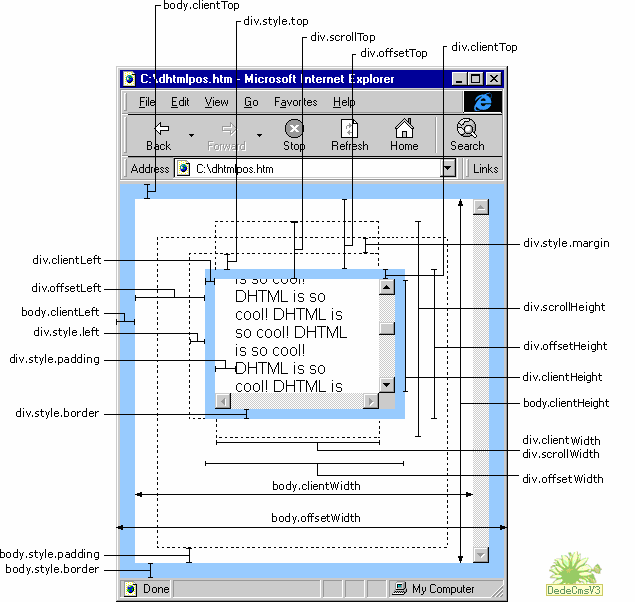 body.clientTop
div.style.top
div.scrollTop
div.offsetTop
div.clientTop
C:\dhtmlpos.htm - Microsoft Internet Explorer
File Edit View Go Favorites Help
Back Forward Stop Refresh Home Search
Address C:\dhtmlpos.htm Links
div.style.margin
div.clientLeft
div.offsetLeft
body.clientLeft
div.style.left
div.style.padding
div.style.border
is so cool!
DHTML is so
cool! DHTML is
so cool! DHTML
is so cool!
DHTML is so
cool! DHTML is
div.scrollHeight
div.offsetHeight
div.clientHeight
body.clientHeight
div.clientWidth
div.scrollWidth
div.offsetWidth
body.clientWidth
body.offsetWidth
body.style.padding
body.style.border
Done My Computer
DedeCmsV3